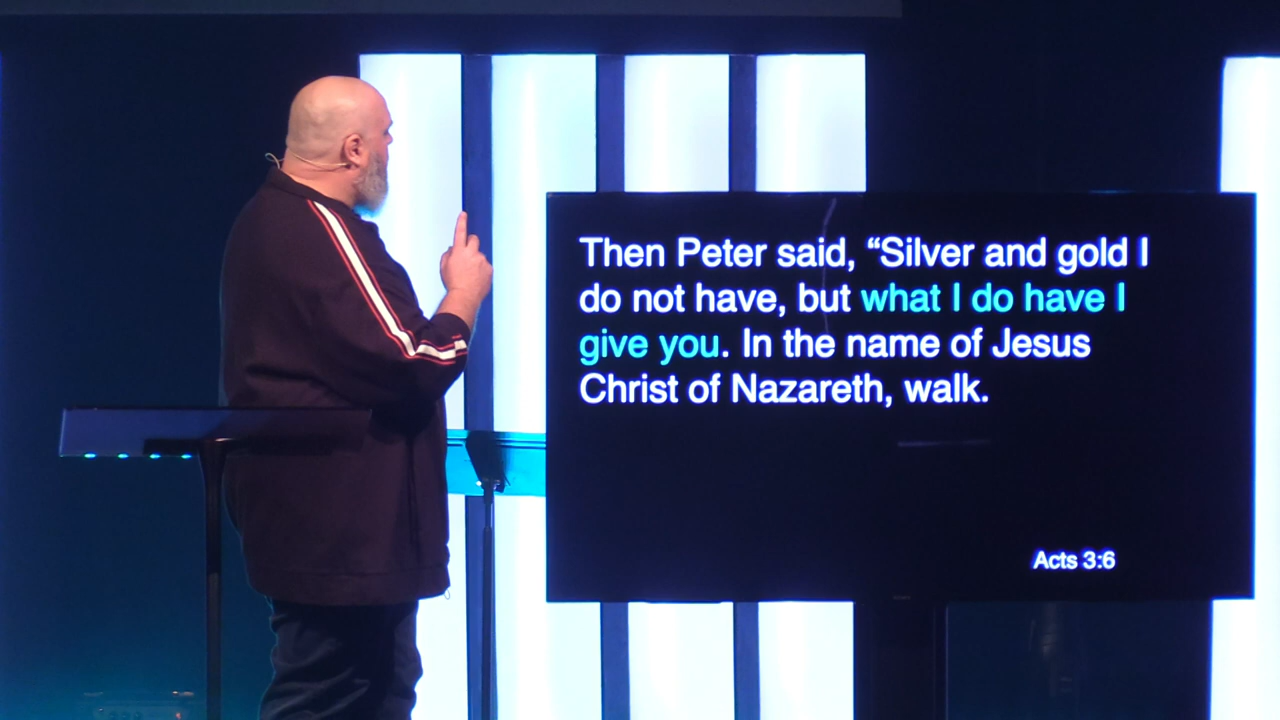 Then Peter said, “Silver and gold I
do not have, but what I do have I
give you. In the name of Jesus
Christ of Nazareth, walk.
Acts 3:6